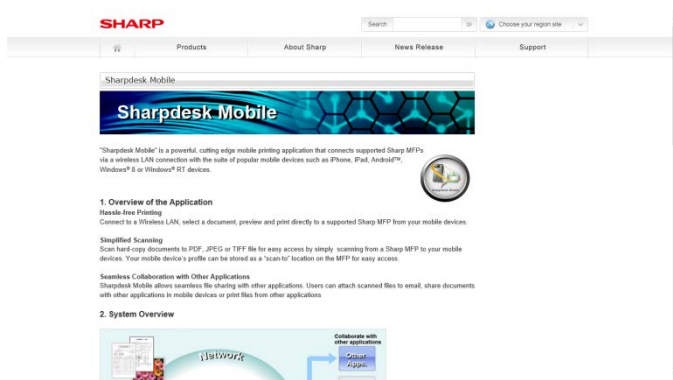 SHARP
Search
Choose your region site
Products About Sharp News Release Support
Sharpdesk Mobile
Sharpdesk Mobile
"Sharpdesk Mobile" is a powerful, cutting edge mobile printing application that connects supported Sharp MFPs
via a wireless LAN connection with the suite of popular mobile devices such as iPhone, iPad, Android™,
Windows® 8 or Windows® RT devices.
1. Overview of the Application
Hassle-free Printing
Connect to a Wireless LAN, select a document, preview and print directly to a supported Sharp MFP from your mobile devices.
Simplified Scanning
Scan hard-copy documents to PDF, JPEG or TIFF file for easy access by simply scanning from a Sharp MFP to your mobile
devices. Your mobile device's profile can be stored as a "scan-to" location on the MFP for easy access.
Seamless Collaboration with Other Applications
Sharpdesk Mobile allows seamless file sharing with other applications. Users can attach scanned files to email, share documents
with other applications in mobile devices or print files from other applications
2. System Overview
Collaborate with
other applications
Network
Other
Apps.